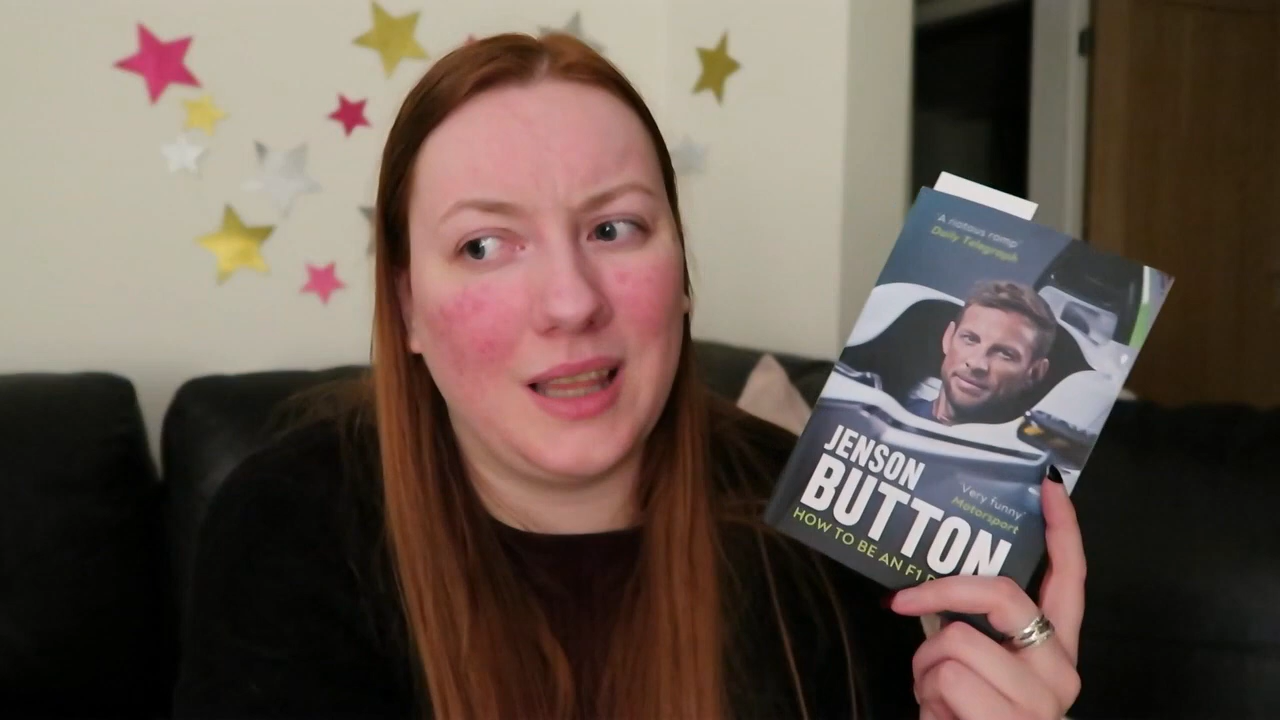 'A riotous romp'
Daily Telegraph
JENSON
BUTTON
'Very funny'
Motorsport
HOW TO BE AN F1